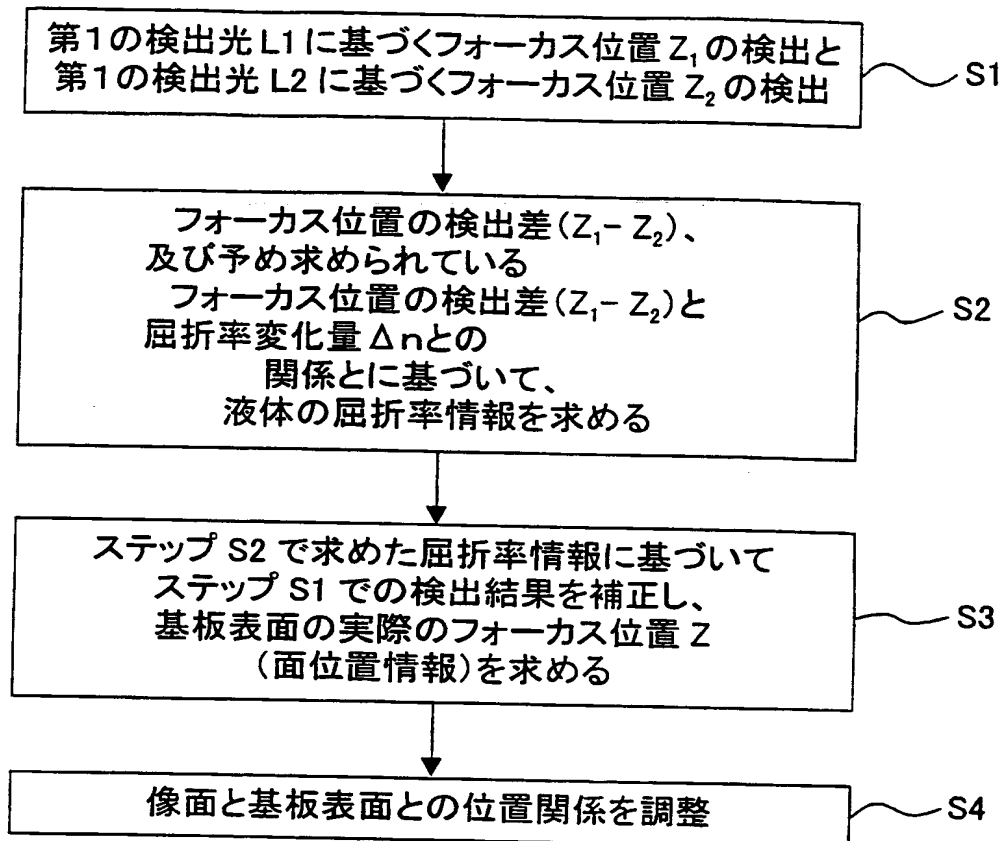 第1の検出光L1に基づくフォーカス位置Z₁の検出と
第1の検出光L2に基づくフォーカス位置Z₂の検出
S1
フォーカス位置の検出差(Z₁-Z₂)、
及び予め求められている
フォーカス位置の検出差(Z₁-Z₂)と
屈折率変化量Δnとの
関係とに基づいて、
液体の屈折率情報を求める
S2
ステップS2で求めた屈折率情報に基づいて
ステップS1での検出結果を補正し、
基板表面の実際のフォーカス位置Z
(面位置情報)を求める
S3
像面と基板表面との位置関係を調整
S4